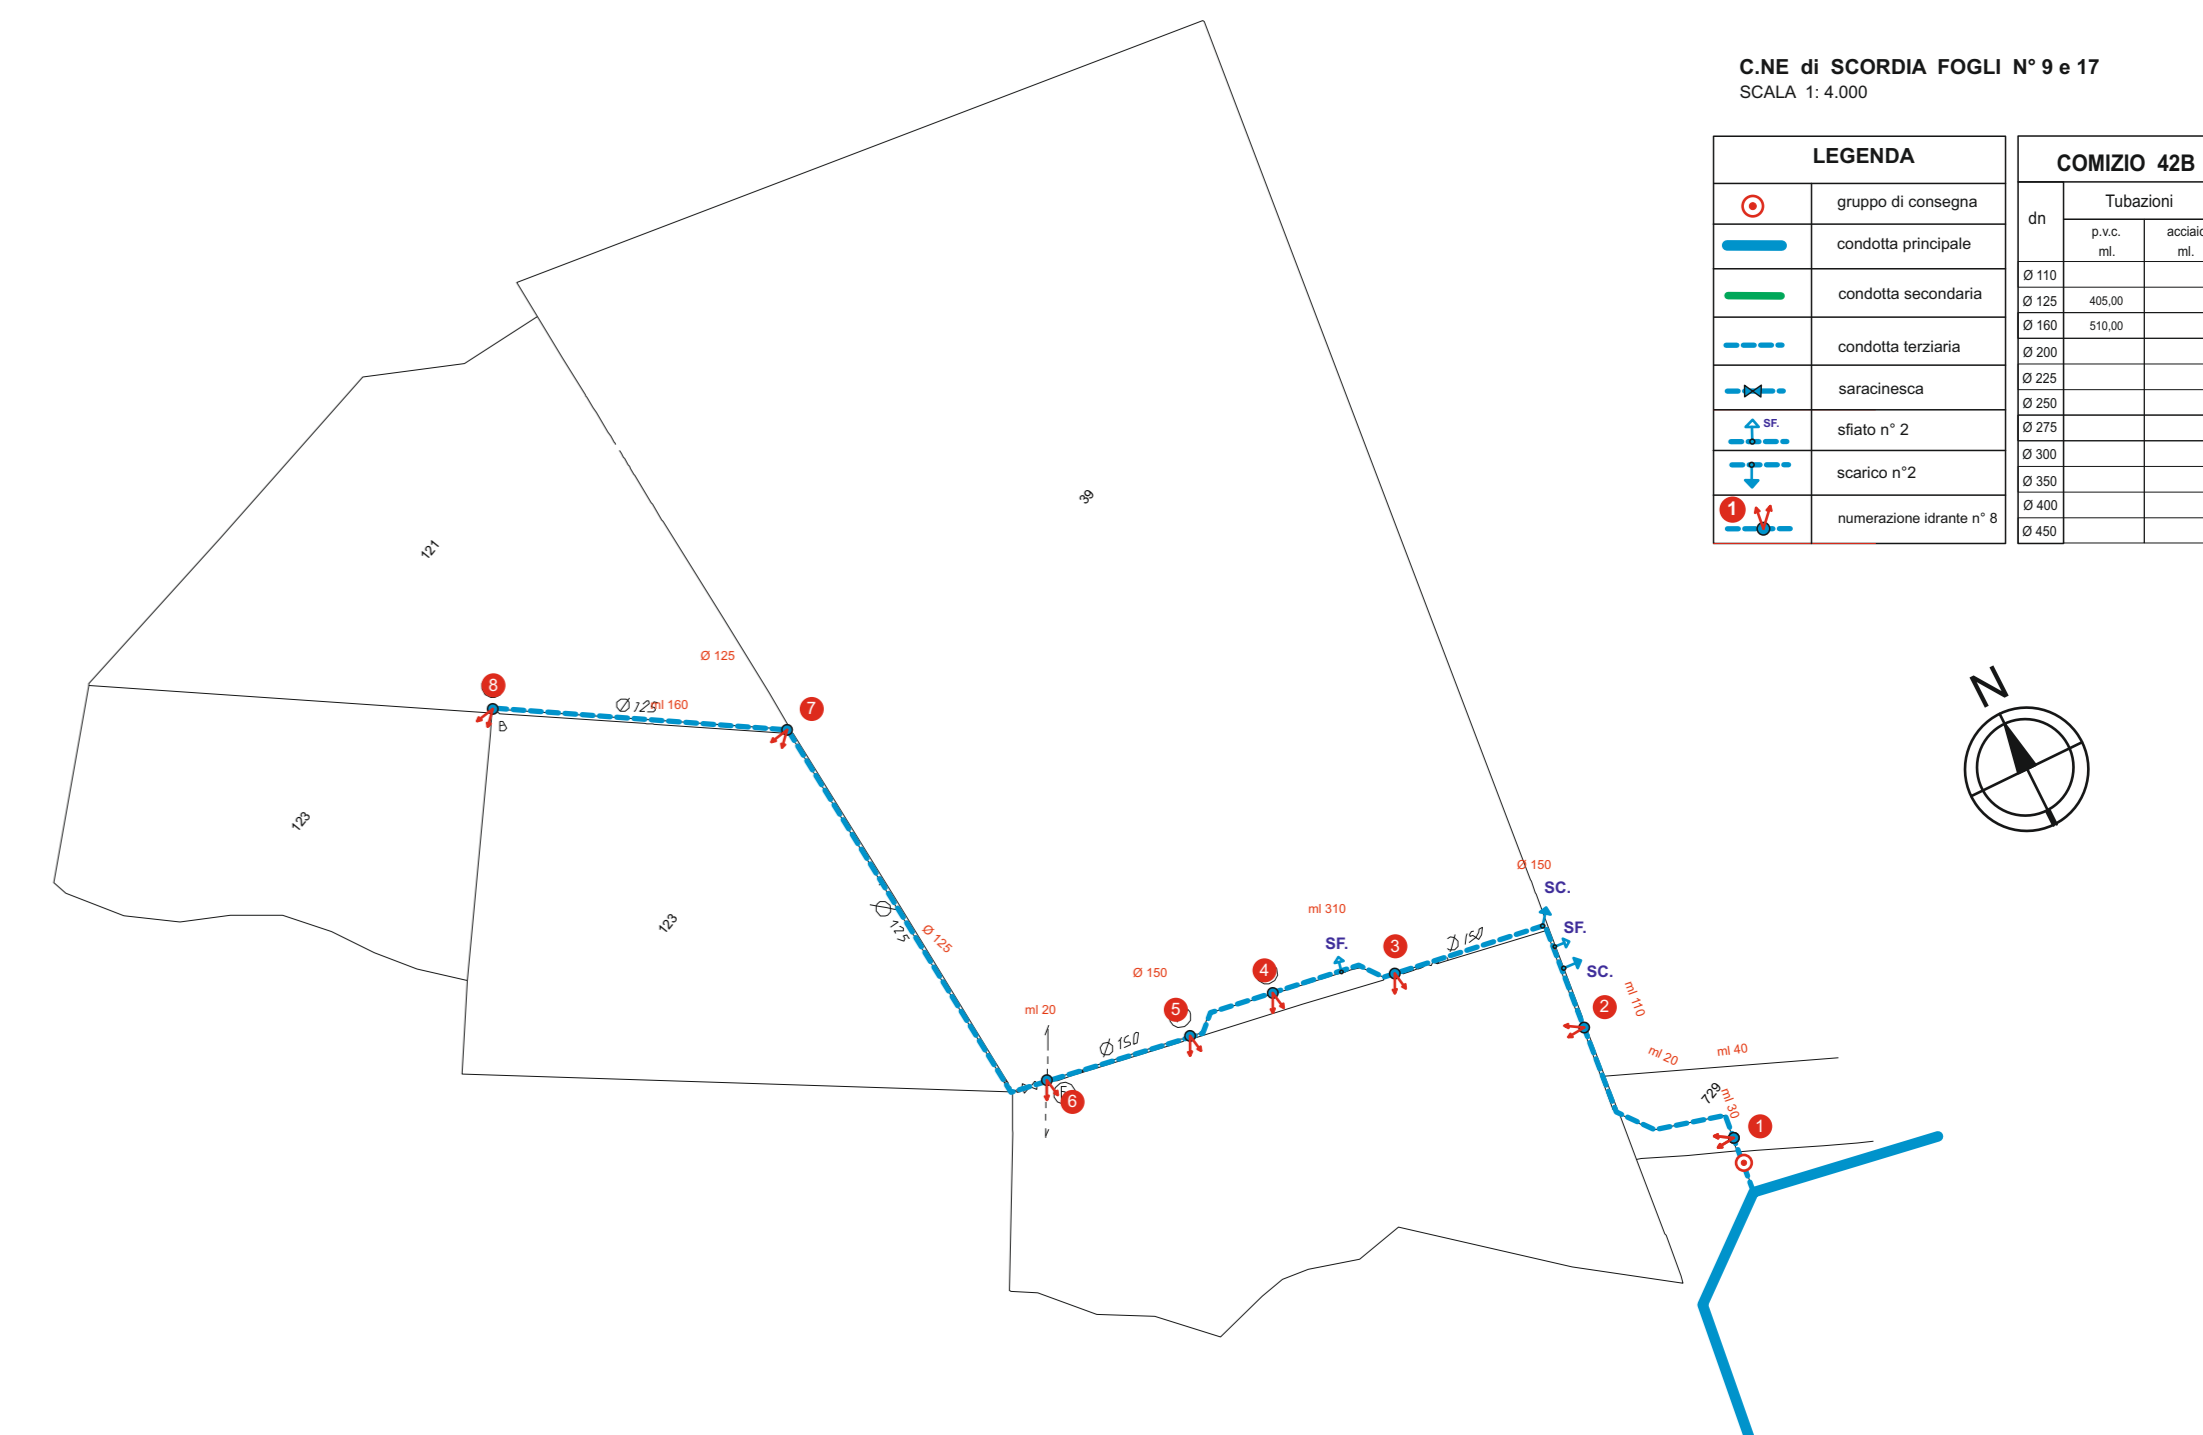 C.NE di SCORDIA FOGLI N° 9 e 17
SCALA 1: 4.000
LEGENDA
gruppo di consegna
condotta principale
condotta secondaria
condotta terziaria
saracinesca
SF.
sfiato n° 2
scarico n°2
1
numerazione idrante n° 8
COMIZIO 42B
dn
Tubazioni
p.v.c.
ml.
acciaio
ml.
Ø 110
Ø 125 405,00
Ø 160 510,00
Ø 200
Ø 225
Ø 250
Ø 275
Ø 300
Ø 350
Ø 400
Ø 450
N
39
121
Ø 125
8
Ø 125
ml 160
7
B
123
123
Ø 125
Ø 125
Ø 150
SC.
SF.
SC.
ml 310
SF.
3
Ø 150
4
Ø 150
5
ml 20
Ø 150
6
2
ml 110
ml 20
ml 40
729
ml 30
1